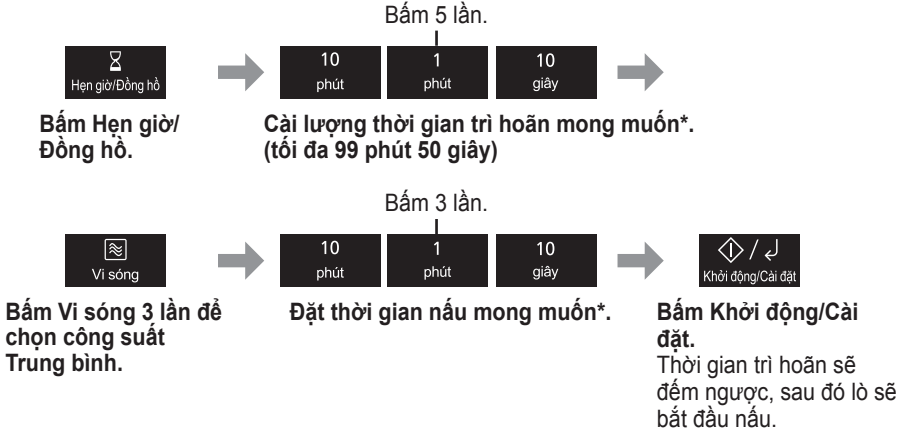 Bấm 5 lần.
Hẹn giờ/Đồng hồ
10 phút
1 phút
10 giây
Bấm Hẹn giờ/
Đồng hồ.
Cài lượng thời gian trì hoãn mong muốn*.
(tối đa 99 phút 50 giây)
Bấm 3 lần.
Vi sóng
10 phút
1 phút
10 giây
Khởi động/Cài đặt
Bấm Vi sóng 3 lần để
chọn công suất
Trung bình.
Đặt thời gian nấu mong muốn*.
Bấm Khởi động/Cài
đặt.
Thời gian trì hoãn sẽ
đếm ngược, sau đó lò sẽ
bắt đầu nấu.